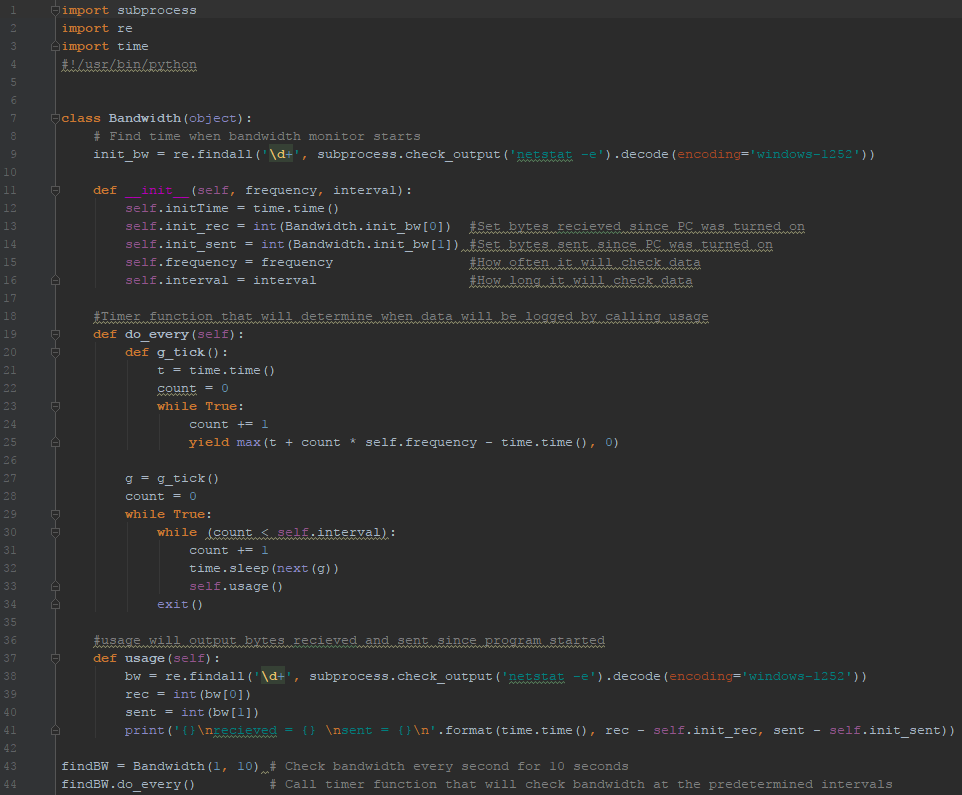 1 import subprocess
2 import re
3 import time
4 #!/usr/bin/python
5
6
7 class Bandwidth(object):
8     # Find time when bandwidth monitor starts
9     init_bw = re.findall('\d+', subprocess.check_output('netstat -e').decode(encoding='windows-1252'))
10
11     def __init__(self, frequency, interval):
12         self.initTime = time.time()
13         self.init_rec = int(Bandwidth.init_bw[0])  #Set bytes recieved since PC was turned on
14         self.init_sent = int(Bandwidth.init_bw[1]) #Set bytes sent since PC was turned on
15         self.frequency = frequency                 #How often it will check data
16         self.interval = interval                   #How long it will check data
17
18     #Timer function that will determine when data will be logged by calling usage
19     def do_every(self):
20         def g_tick():
21             t = time.time()
22             count = 0
23             while True:
24                 count += 1
25                 yield max(t + count * self.frequency - time.time(), 0)
26
27         g = g_tick()
28         count = 0
29         while True:
30             while (count < self.interval):
31                 count += 1
32                 time.sleep(next(g))
33                 self.usage()
34             exit()
35
36     #usage will output bytes recieved and sent since program started
37     def usage(self):
38         bw = re.findall('\d+', subprocess.check_output('netstat -e').decode(encoding='windows-1252'))
39         rec = int(bw[0])
40         sent = int(bw[1])
41         print('{}\nrecieved = {} \nsent = {}\n'.format(time.time(), rec - self.init_rec, sent - self.init_sent))
42
43 findBW = Bandwidth(1, 10) # Check bandwidth every second for 10 seconds
44 findBW.do_every()         # Call timer function that will check bandwidth at the predetermined intervals